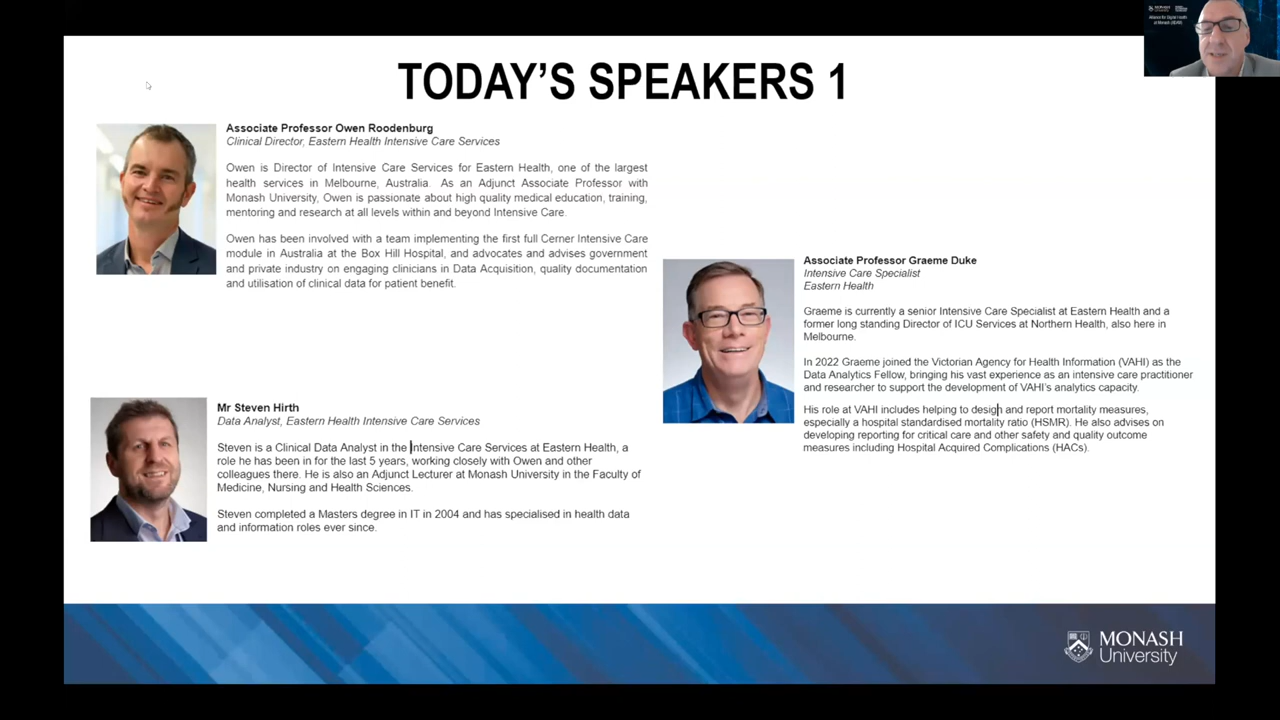 TODAY'S SPEAKERS 1
Associate Professor Owen Roodenburg
Clinical Director, Eastern Health Intensive Care Services
Owen is Director of Intensive Care Services for Eastern Health, one of the largest
health services in Melbourne, Australia. As an Adjunct Associate Professor with
Monash University, Owen is passionate about high quality medical education, training,
mentoring and research at all levels within and beyond Intensive Care.
Owen has been involved with a team implementing the first full Cerner Intensive Care
module in Australia at the Box Hill Hospital, and advocates and advises government
and private industry on engaging clinicians in Data Acquisition, quality documentation
and utilisation of clinical data for patient benefit.
Mr Steven Hirth
Data Analyst, Eastern Health Intensive Care Services
Steven is a Clinical Data Analyst in the Intensive Care Services at Eastern Health, a
role he has been in for the last 5 years, working closely with Owen and other
colleagues there. He is also an Adjunct Lecturer at Monash University in the Faculty of
Medicine, Nursing and Health Sciences.
Steven completed a Masters degree in IT in 2004 and has specialised in health data
and information roles ever since.
Associate Professor Graeme Duke
Intensive Care Specialist
Eastern Health
Graeme is currently a senior Intensive Care Specialist at Eastern Health and a
former long standing Director of ICU Services at Northern Health, also here in
Melbourne.
In 2022 Graeme joined the Victorian Agency for Health Information (VAHI) as the
Data Analytics Fellow, bringing his vast experience as an intensive care practitioner
and researcher to support the development of VAHI's analytics capacity.
His role at VAHI includes helping to design and report mortality measures,
especially a hospital standardised mortality ratio (HSMR). He also advises on
developing reporting for critical care and other safety and quality outcome
measures including Hospital Acquired Complications (HACs).
MONASH
University